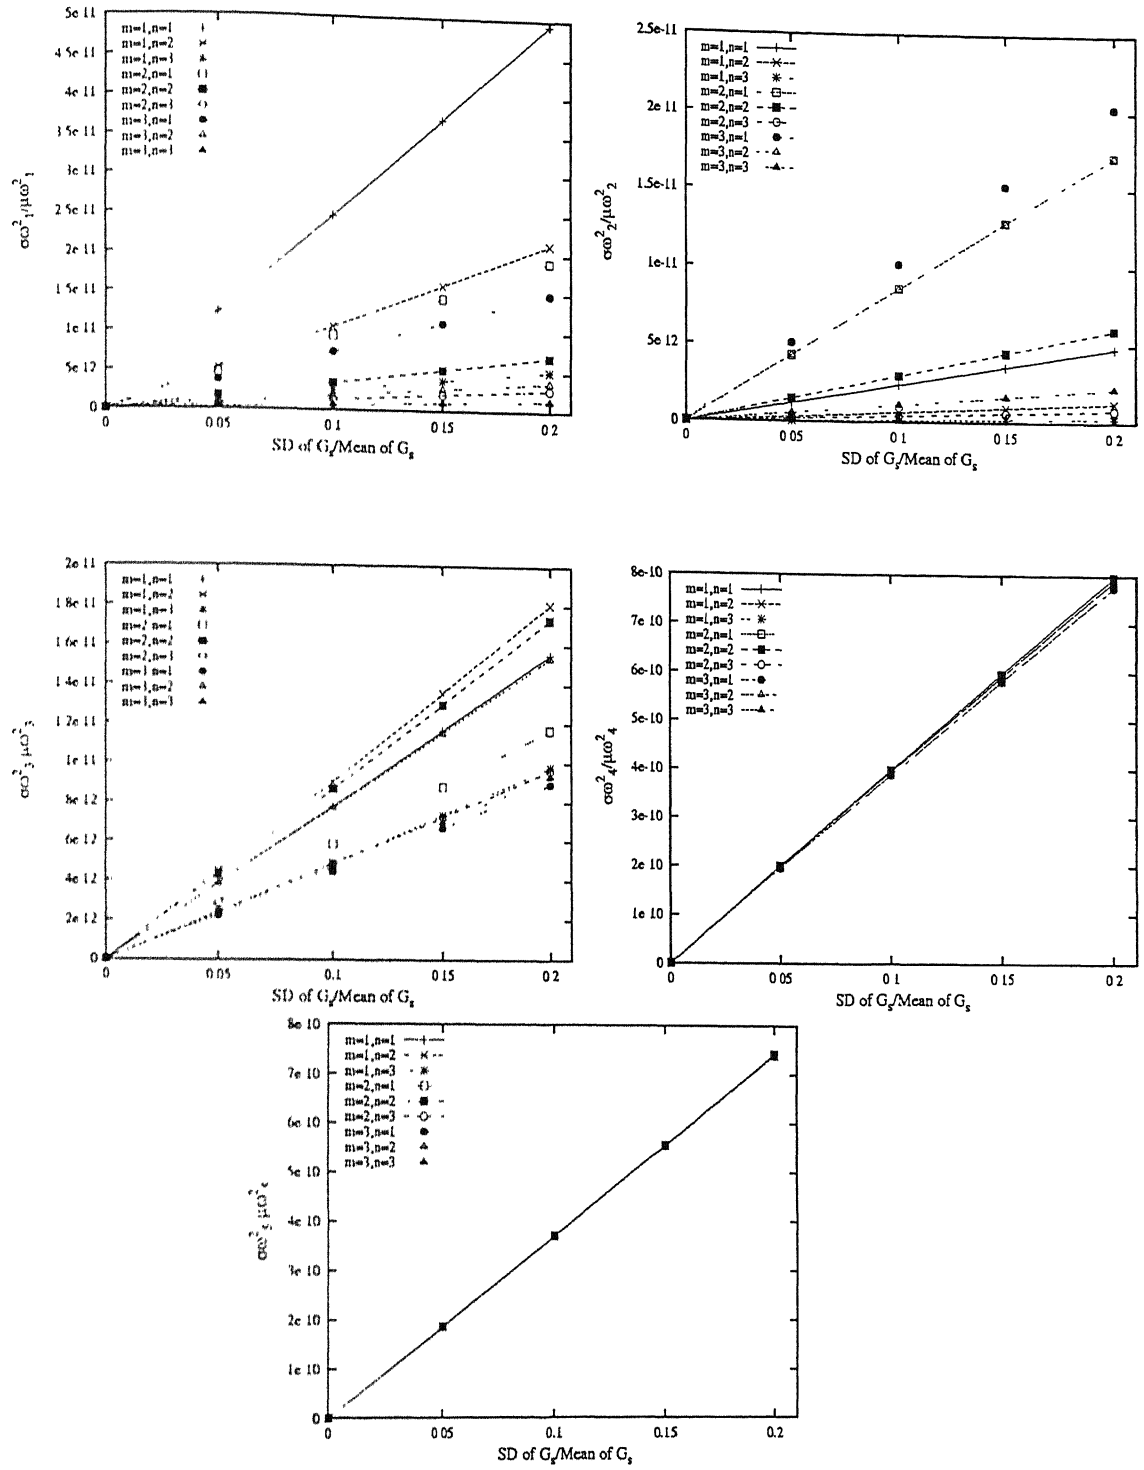 5e 11
4 5e 11
4e 11
3 5e 11
3e 11
2 5e 11
2e 11
1 5e 11
1e 11
5e 12
0
m=1,n=1
m=1,n=2
m=1,n=3
m=2,n=1
m=2,n=2
m=2,n=3
m=3,n=1
m=3,n=2
m=3,n=3
σω²₁/μω²₁
0 0 05 0 1 0 15 0 2
SD of Gₛ/Mean of Gₛ
2.5e-11
2e 11
1.5e-11
1e-11
5e 12
0
m=1,n=1
m=1,n=2
m=1,n=3
m=2,n=1
m=2,n=2
m=2,n=3
m=3,n=1
m=3,n=2
m=3,n=3
σω²₂/μω²₂
0 0 05 0 1 0 15 0 2
SD of Gₛ/Mean of Gₛ
2e 11
1 8e 11
1 6e 11
1 4e 11
1 2e 11
1e 11
8e 12
6e 12
4e 12
2e 12
0
m=1,n=1
m=1,n=2
m=1,n=3
m=2,n=1
m=2,n=2
m=2,n=3
m=3,n=1
m=3,n=2
m=3,n=3
σω²₃ μω²₃
0 0 05 0.1 0.15 0.2
SD of Gₛ/Mean of Gₛ
8e-10
7e 10
6e-10
5e-10
4e-10
3e-10
2e 10
1e 10
0
m=1,n=1
m=1,n=2
m=1,n=3
m=2,n=1
m=2,n=2
m=2,n=3
m=3,n=1
m=3,n=2
m=3,n=3
σω²₄/μω²₄
0 0 05 0 1 0 15 0 2
SD of Gₛ/Mean of Gₛ
8e 10
7e 10
6e 10
5e 10
4e 10
3e 10
2e 10
1e 10
0
m=1,n=1
m=1,n=2
m=1,n=3
m=2,n=1
m=2,n=2
m=2,n=3
m=3,n=1
m=3,n=2
m=3,n=3
0 0 05 0.1 0.15 0.2
SD of Gₛ/Mean of Gₛ